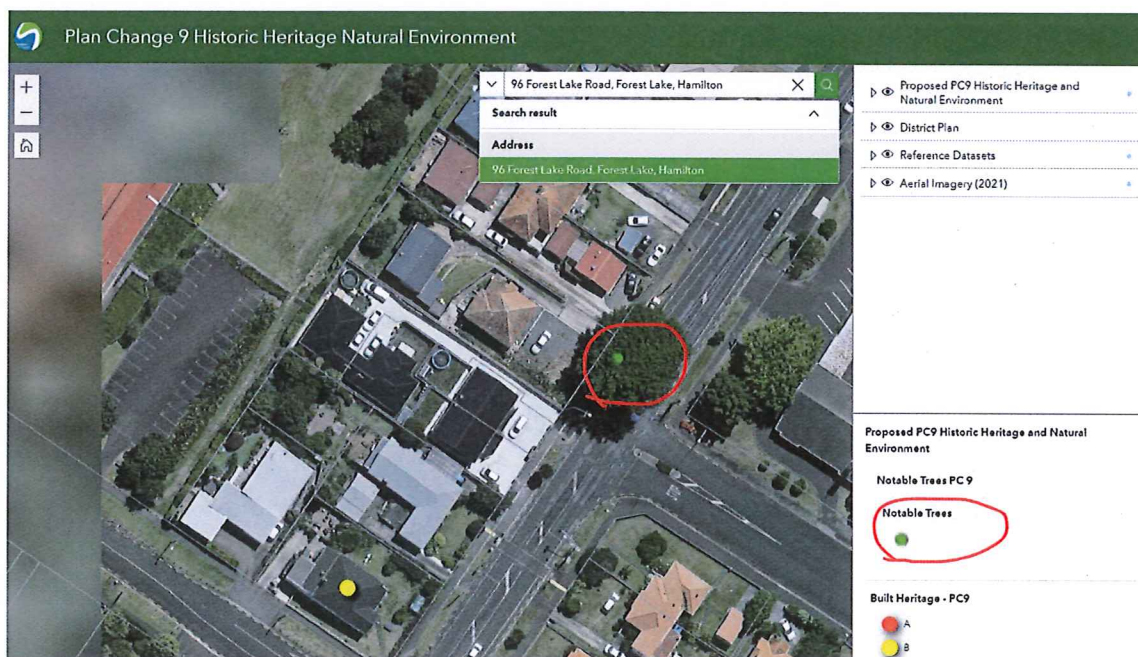 Plan Change 9 Historic Heritage Natural Environment
96 Forest Lake Road, Forest Lake, Hamilton
Search result
Address
96 Forest Lake Road, Forest Lake, Hamilton
Proposed PC9 Historic Heritage and
Natural Environment
District Plan
Reference Datasets
Aerial Imagery (2021)
Proposed PC9 Historic Heritage and Natural
Environment
Notable Trees PC 9
Notable Trees
Built Heritage - PC9
A
B